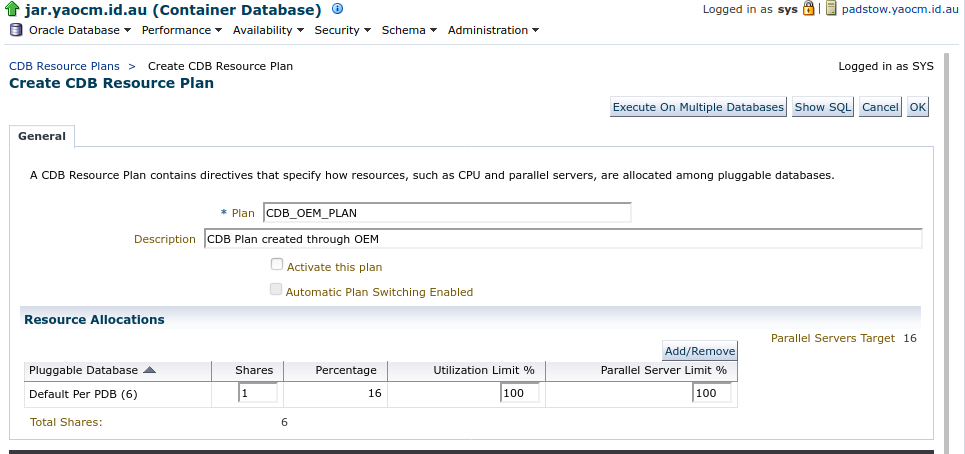 jar.yaocm.id.au (Container Database) i Logged in as sys | padstow.yaocm.id.au
Oracle Database Performance Availability Security Schema Administration
CDB Resource Plans > Create CDB Resource Plan Logged in as SYS
Create CDB Resource Plan
Execute On Multiple Databases Show SQL Cancel OK
General
A CDB Resource Plan contains directives that specify how resources, such as CPU and parallel servers, are allocated among pluggable databases.
* Plan CDB_OEM_PLAN
Description CDB Plan created through OEM
Activate this plan
Automatic Plan Switching Enabled
Resource Allocations
Parallel Servers Target 16
Add/Remove
Pluggable Database Shares Percentage Utilization Limit % Parallel Server Limit %
Default Per PDB (6) 1 16 100 100
Total Shares: 6